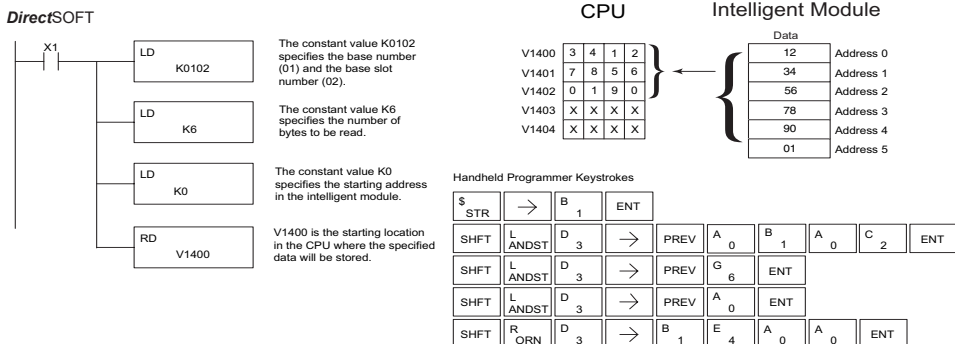 DirectSOFT
X1
LD
K0102
The constant value K0102
specifies the base number
(01) and the base slot
number (02).
LD
K6
The constant value K6
specifies the number of
bytes to be read.
LD
K0
The constant value K0
specifies the starting address
in the intelligent module.
RD
V1400
V1400 is the starting location
in the CPU where the specified
data will be stored.
CPU
Intelligent Module
Data
V1400 3 4 1 2
V1401 7 8 5 6
V1402 0 1 9 0
V1403 X X X X
V1404 X X X X
12 Address 0
34 Address 1
56 Address 2
78 Address 3
90 Address 4
01 Address 5
Handheld Programmer Keystrokes
$ STR → B 1 ENT
SHFT L ANDST D 3 → PREV A 0 B 1 A 0 C 2 ENT
SHFT L ANDST D 3 → PREV G 6 ENT
SHFT L ANDST D 3 → PREV A 0 ENT
SHFT R ORN D 3 → B 1 E 4 A 0 A 0 ENT